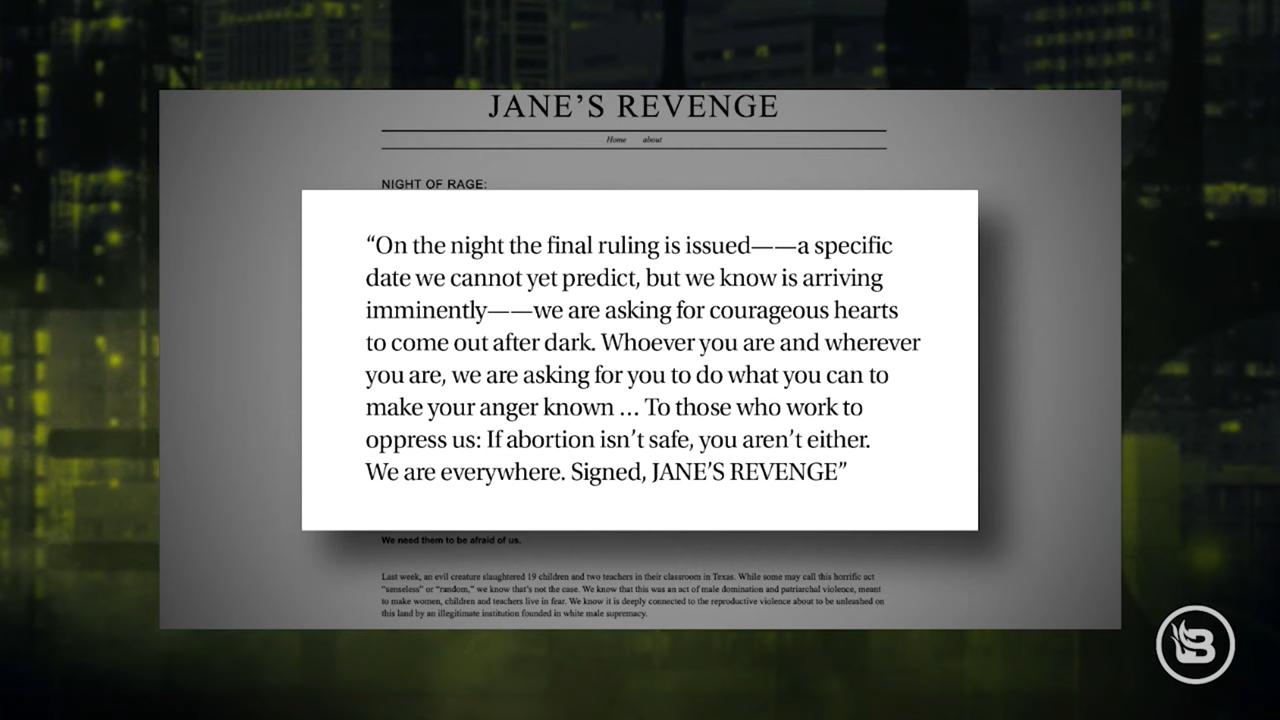 JANE’S REVENGE
Home about
NIGHT OF RAGE:
“On the night the final ruling is issued——a specific
date we cannot yet predict, but we know is arriving
imminently——we are asking for courageous hearts
to come out after dark. Whoever you are and wherever
you are, we are asking for you to do what you can to
make your anger known ... To those who work to
oppress us: If abortion isn’t safe, you aren’t either.
We are everywhere. Signed, JANE’S REVENGE”
We need them to be afraid of us.
Last week, an evil creature slaughtered 19 children and two teachers in their classroom in Texas. While some may call this horrific act
“senseless” or “random,” we know that’s not the case. We know that this was an act of male domination and patriarchal violence, meant
to make women, children and teachers live in fear. We know it is deeply connected to the reproductive violence about to be unleashed on
this land by an illegitimate institution founded in white male supremacy.
B